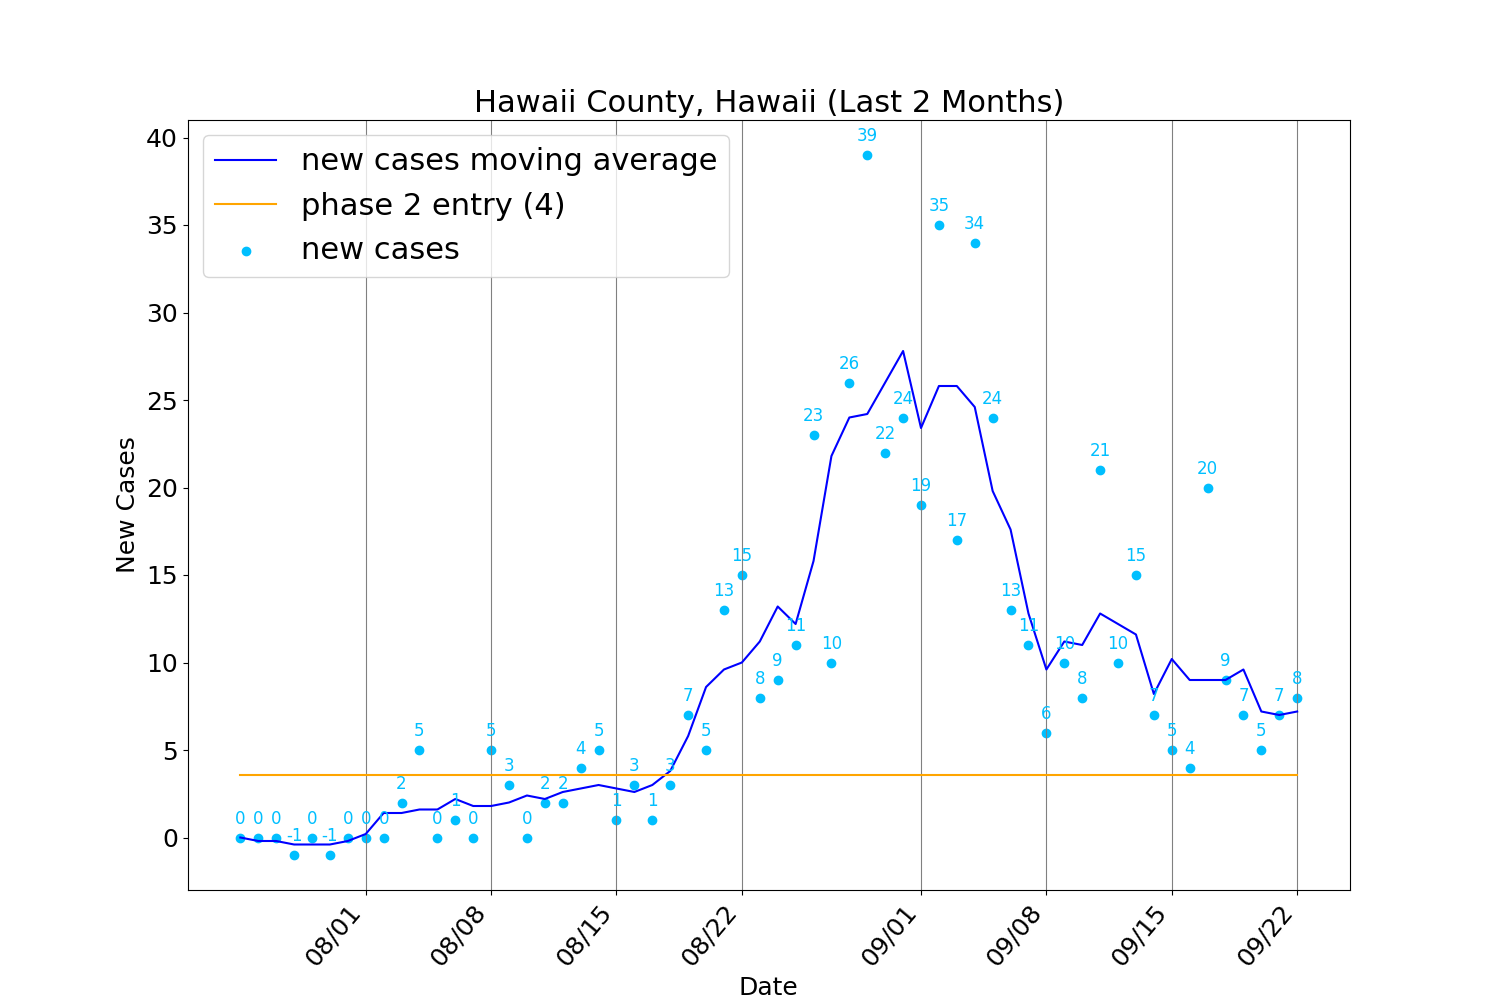 Hawaii County, Hawaii (Last 2 Months)
new cases moving average
phase 2 entry (4)
new cases
New Cases
40
35
30
25
20
15
10
5
0
0 0 0 -1 0 -1 0 0 0 2 5 0 1 0 5 3 0 2 2 4 5 1 3 1 3 7 5 13 15 8 9 11 23 10 26 39 22 24 19 35 17 34 24 13 11 6 10 8 21 10 15 7 5 4 20 9 7 5 7 8
08/01 08/08 08/15 08/22 09/01 09/08 09/15 09/22
Date